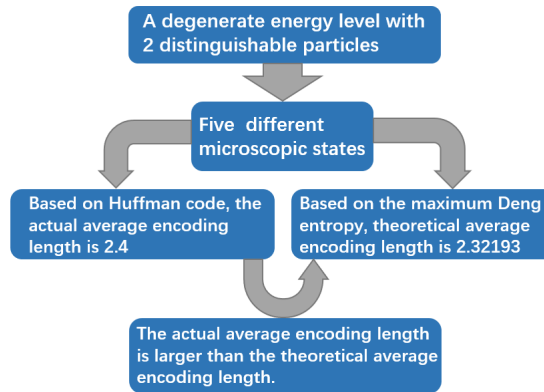 A degenerate energy level with
2 distinguishable particles
Five different
microscopic states
Based on Huffman code, the
actual average encoding
length is 2.4
Based on the maximum Deng
entropy, theoretical average
encoding length is 2.32193
The actual average encoding length
is larger than the theoretical average
encoding length.